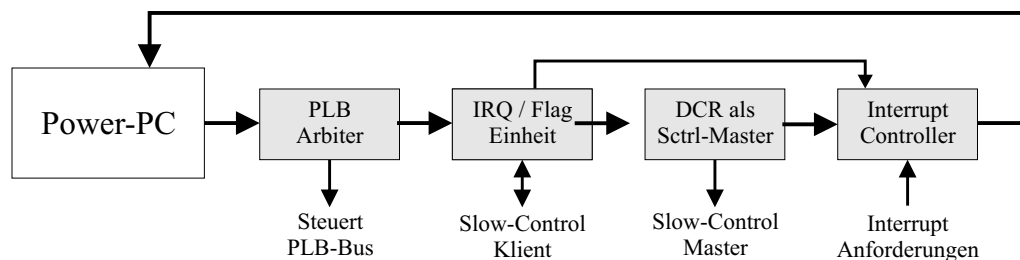 Power-PC
PLB
Arbiter
IRQ / Flag
Einheit
DCR als
Sctrl-Master
Interrupt
Controller
Steuert
PLB-Bus
Slow-Control
Klient
Slow-Control
Master
Interrupt
Anforderungen